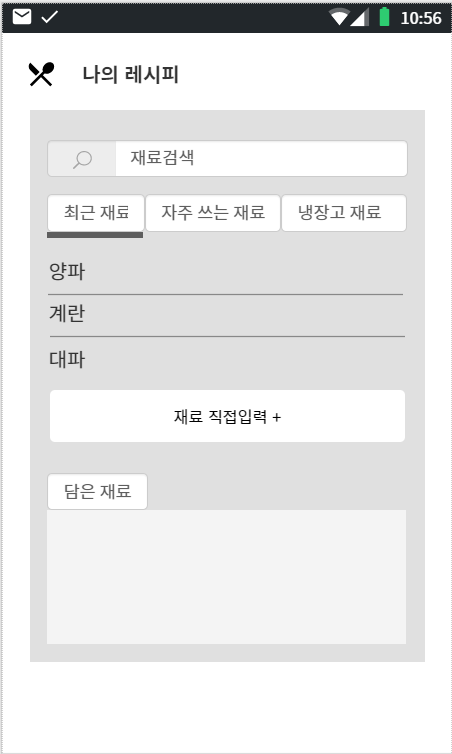 10:56
나의 레시피
재료검색
최근 재료 자주 쓰는 재료 냉장고 재료
양파
계란
대파
재료 직접입력 +
담은 재료